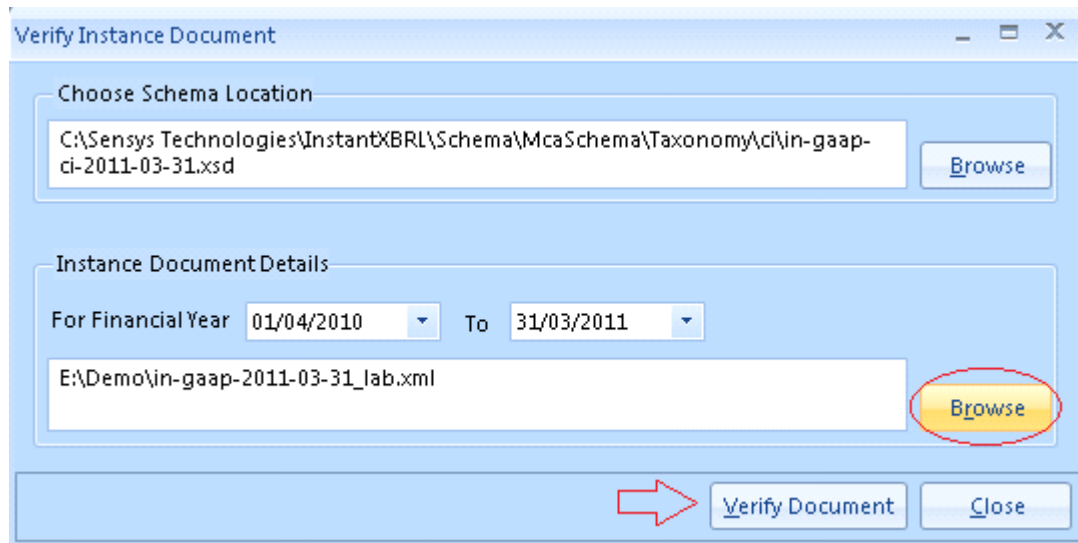 Verify Instance Document
Choose Schema Location
C:\Sensys Technologies\InstantXBRL\Schema\McaSchema\Taxonomy\ci\in-gaap-
ci-2011-03-31.xsd
Browse
Instance Document Details
For Financial Year 01/04/2010 To 31/03/2011
E:\Demo\in-gaap-2011-03-31_lab.xml
Browse
Verify Document Close